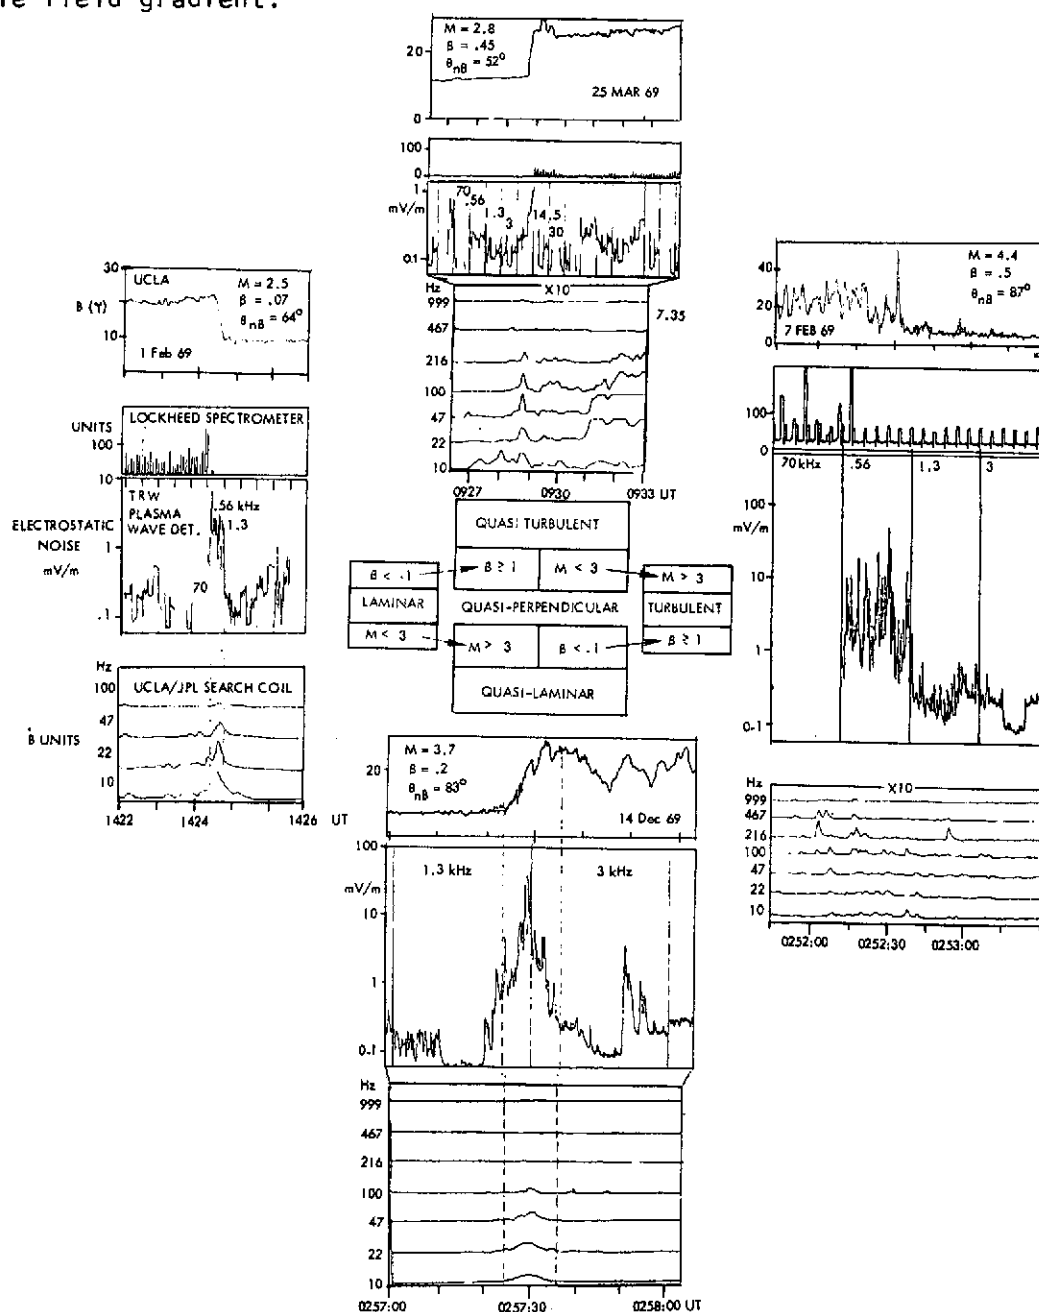 le field gradient.
M = 2.8
β = .45
θnB = 52°
20
0
25 MAR 69
100
0
1
mV/m
0.1
70
.56
.3
3
14.5
30
Hz
X10
999
467
216
100
47
22
10
7.35
0927
0930
0933 UT
30
B (γ)
10
UCLA
M = 2.5
β = .07
θnB = 64°
1 Feb 69
UNITS
100
LOCKHEED SPECTROMETER
10
ELECTROSTATIC
NOISE
mV/m
1
.1
TRW
PLASMA
WAVE DET.
.56 kHz
1.3
70
Hz
100
47
22
10
Ḃ UNITS
UCLA/JPL SEARCH COIL
1422
1424
1426
UT
QUASI TURBULENT
β < .1
β ≥ 1
M < 3
M > 3
LAMINAR
QUASI-PERPENDICULAR
TURBULENT
M < 3
M > 3
β < .1
β ≥ 1
QUASI-LAMINAR
40
20
0
M = 4.4
β = .5
θnB = 87°
7 FEB 69
100
0
70 kHz
.56
1.3
3
100
mV/m
10
1
0.1
Hz
X10
999
467
216
100
47
22
10
0252:00
0252:30
0253:00
M = 3.7
β = .2
θnB = 83°
20
14 Dec 69
100
mV/m
10
1
0.1
1.3 kHz
3 kHz
Hz
999
467
216
100
47
22
10
0257:00
0257:30
0258:00 UT